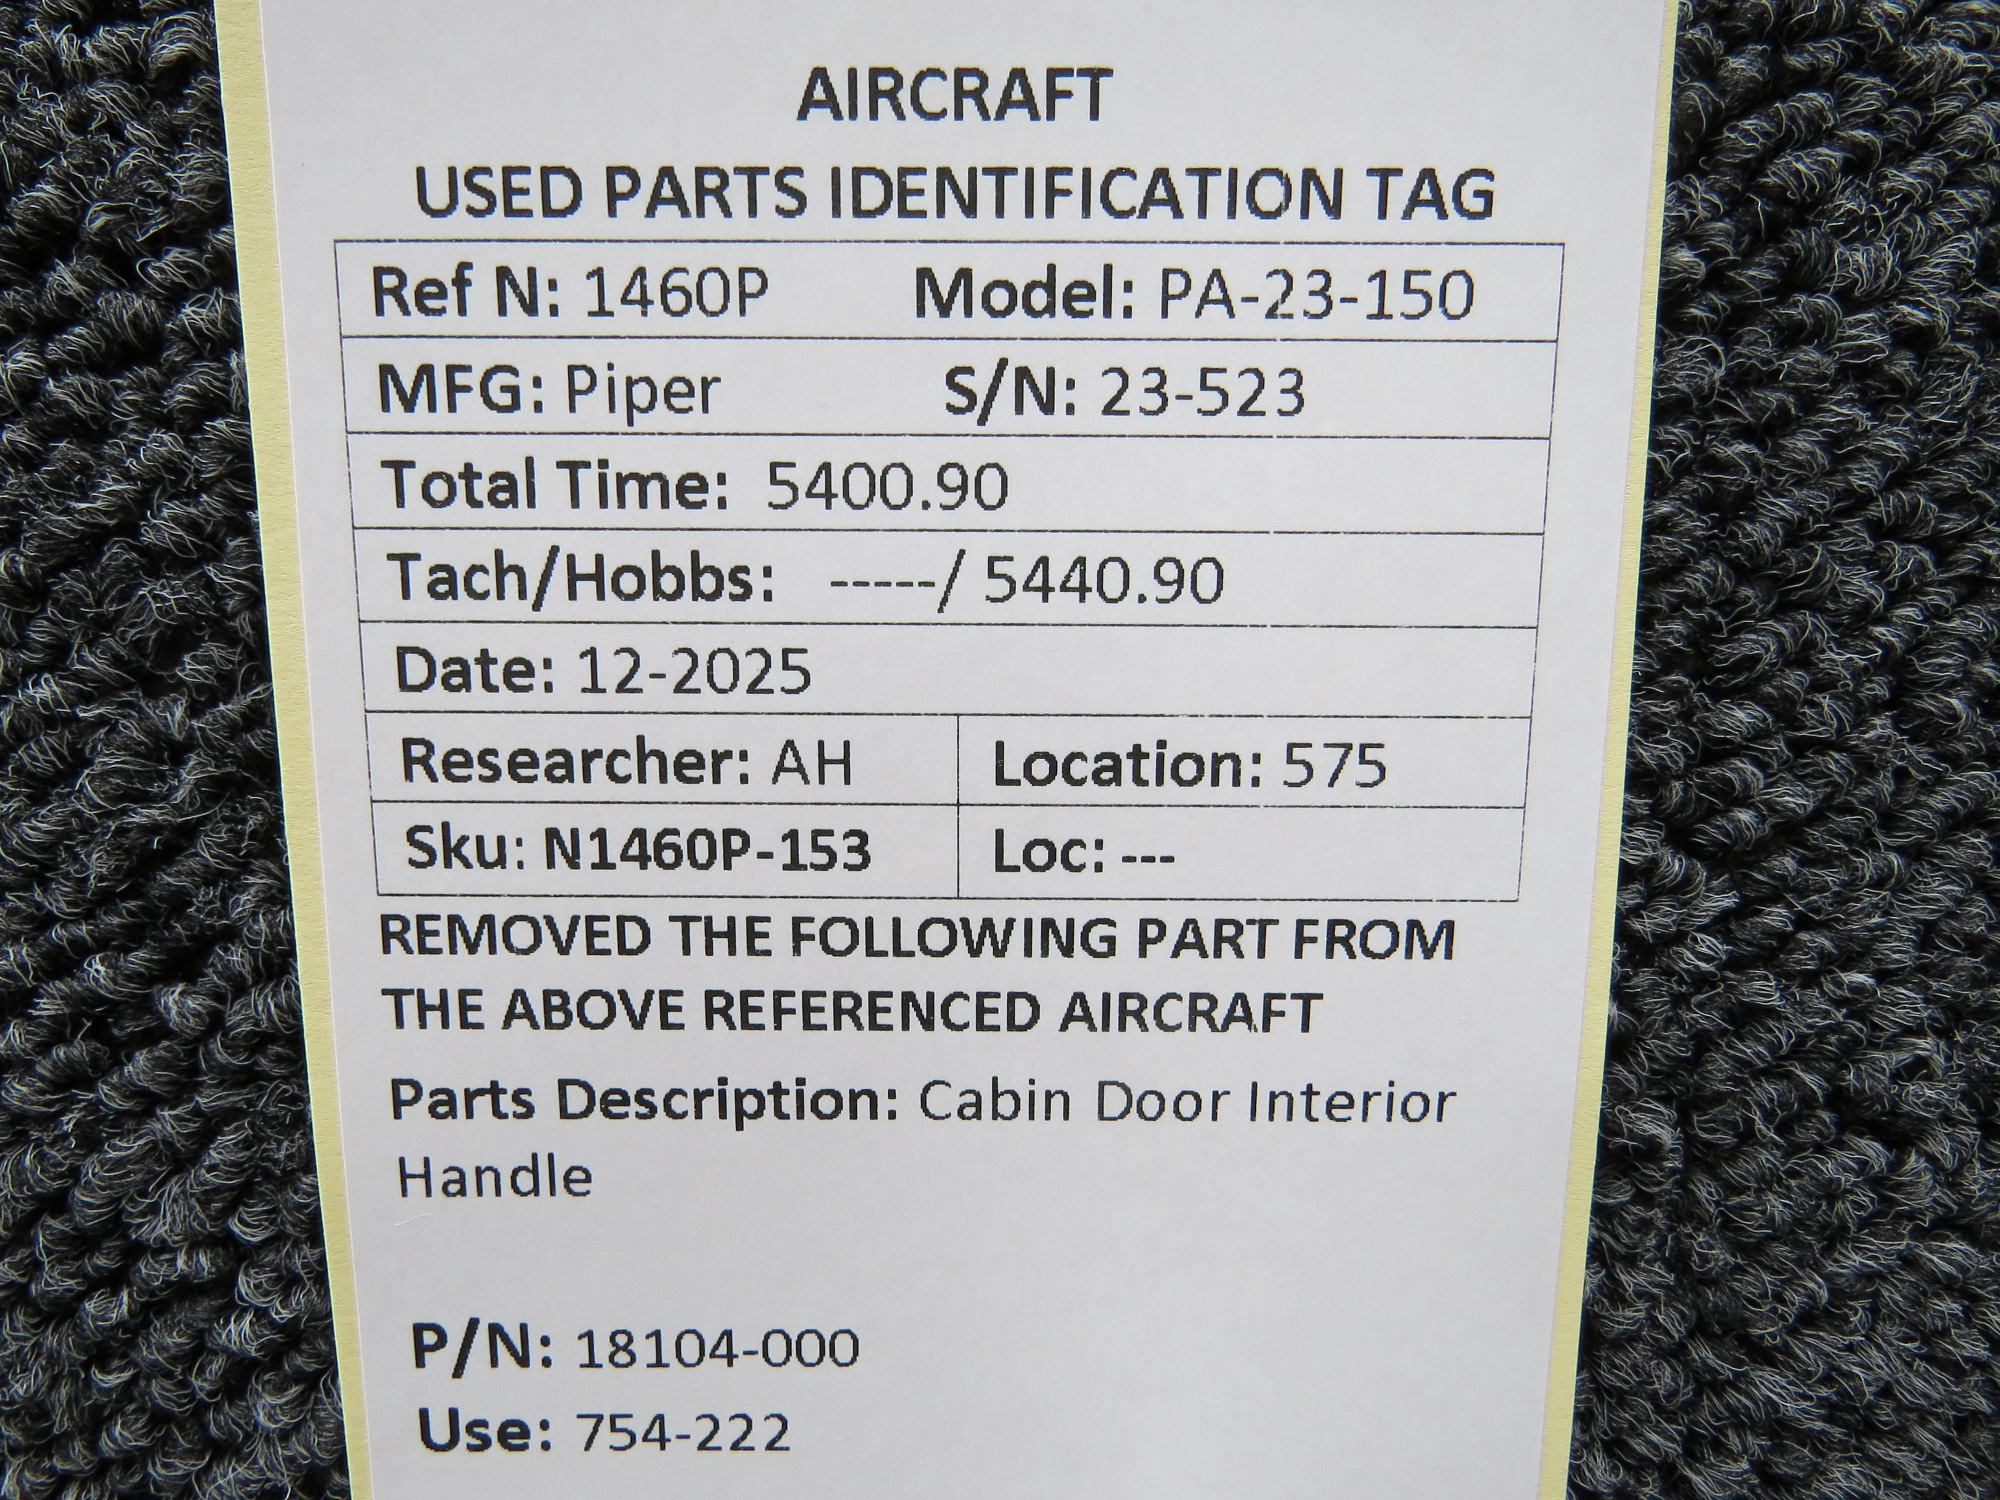 AIRCRAFT
USED PARTS IDENTIFICATION TAG
Ref N: 1460P Model: PA-23-150
MFG: Piper S/N: 23-523
Total Time: 5400.90
Tach/Hobbs: -----/ 5440.90
Date: 12-2025
Researcher: AH Location: 575
Sku: N1460P-153 Loc: ---
REMOVED THE FOLLOWING PART FROM
THE ABOVE REFERENCED AIRCRAFT
Parts Description: Cabin Door Interior
Handle
P/N: 18104-000
Use: 754-222